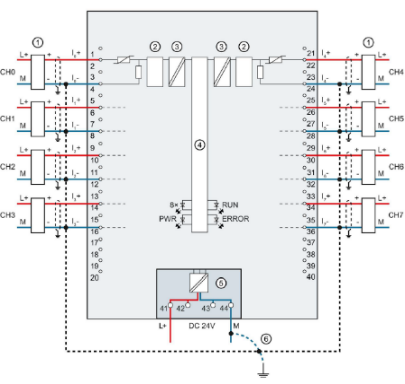 ① ② ③ ③ ② ①
L+ + 1 21 + L+
CH0 2 22 CH4
M - 3 23 - M
4 24
L+ + 5 25 + L+
CH1 6 26 CH5
M - 7 27 - M
8 28
④
L+ + 9 29 + L+
CH2 10 30 CH6
M - 11 31 - M
12 32
L+ + 13 33 + L+
8× RUN
CH3 14 34 CH7
PWR ERROR
M - 15 35 - M
16 36
17 37
18 38
19 39
20 40
⑤
41 42 43 44
L+ DC 24V M
⑥